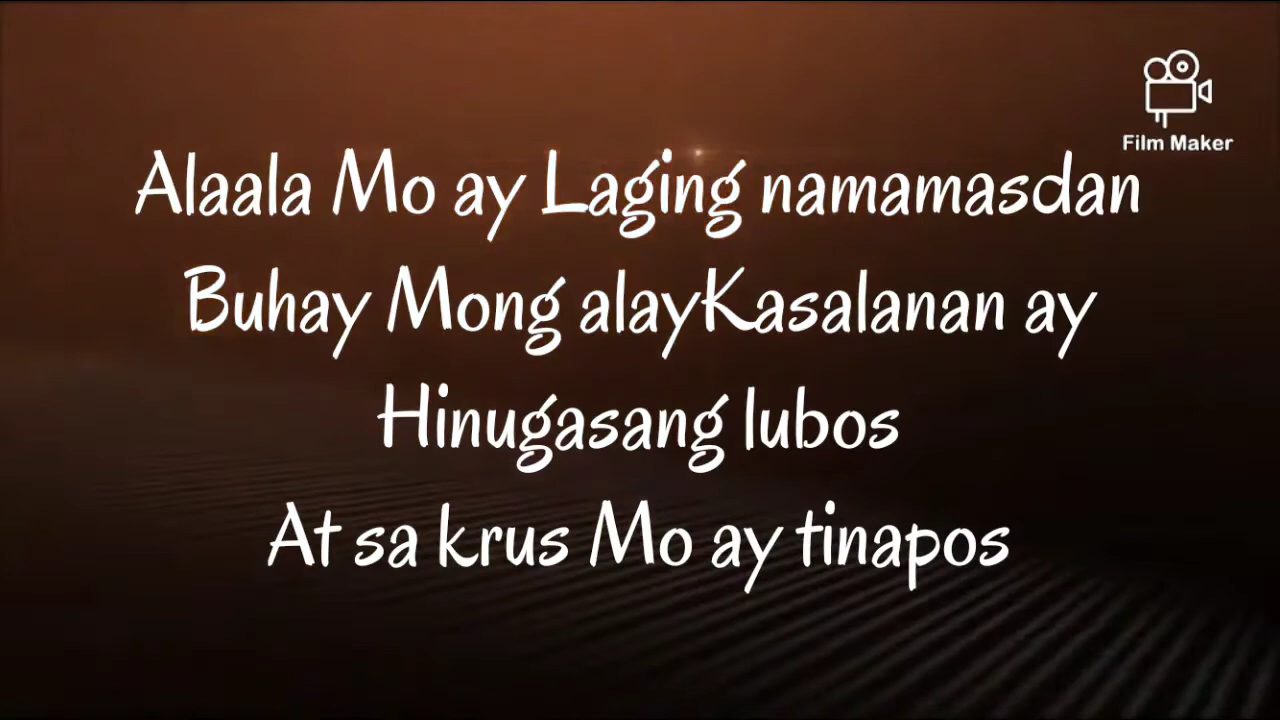 Film Maker
Alaala Mo ay Laging namamasdan
Buhay Mong alayKasalanan ay
Hinugasang lubos
At sa krus Mo ay tinapos